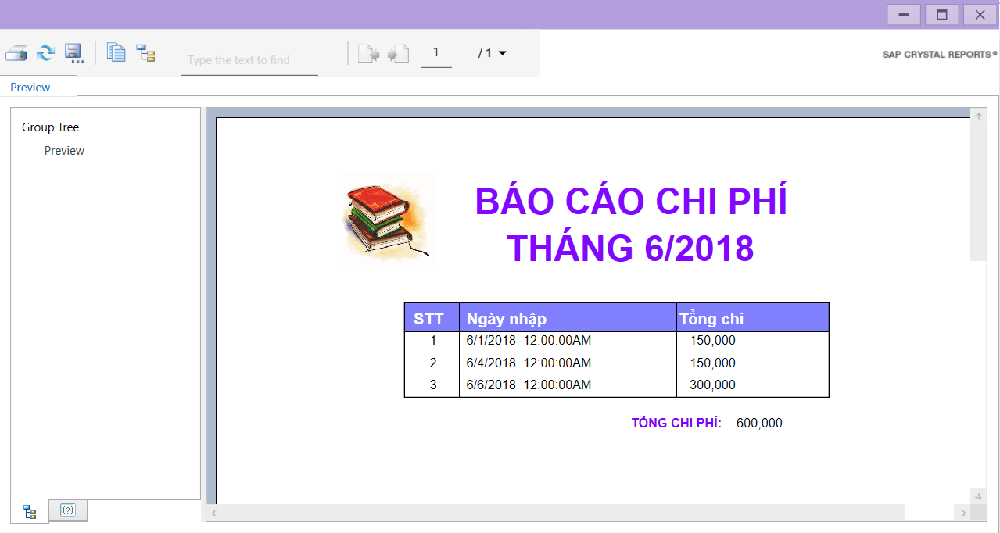 Type the text to find
1
/ 1
SAP CRYSTAL REPORTS®
Preview
Group Tree
Preview
BÁO CÁO CHI PHÍ
THÁNG 6/2018
STT Ngày nhập Tổng chi
1 6/1/2018 12:00:00AM 150,000
2 6/4/2018 12:00:00AM 150,000
3 6/6/2018 12:00:00AM 300,000
TỔNG CHI PHÍ: 600,000
(?)